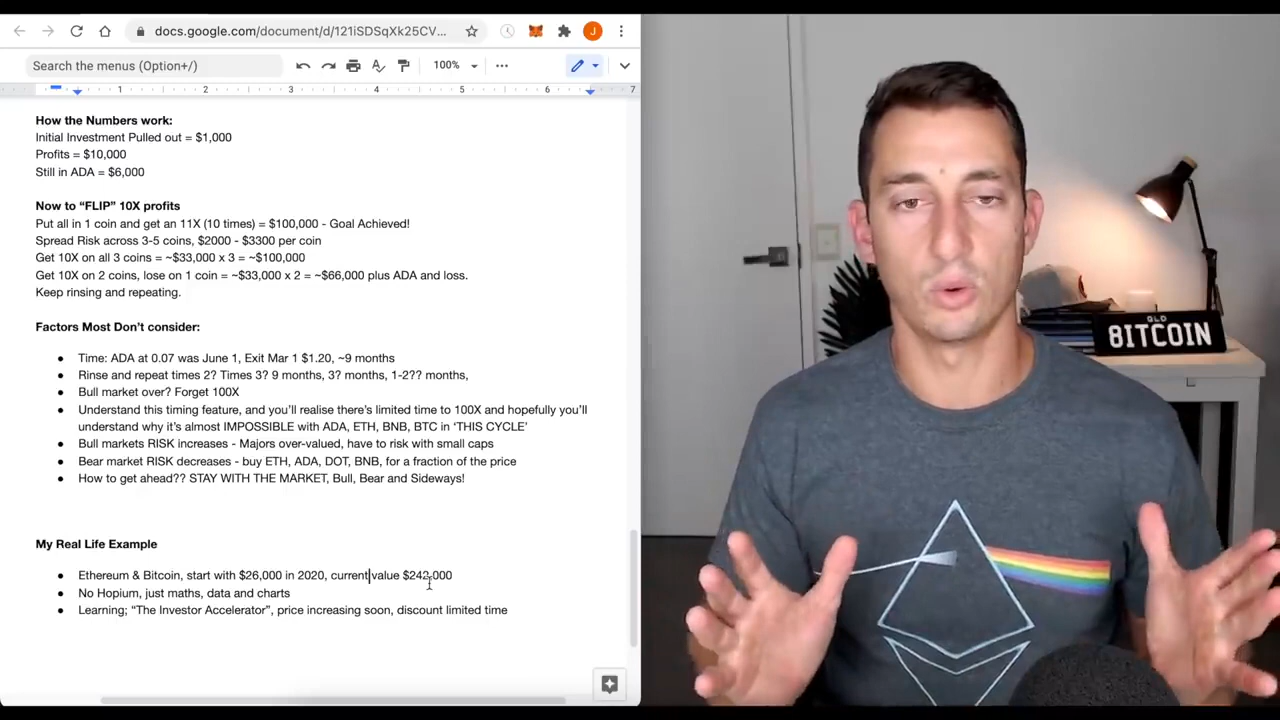 docs.google.com/document/d/121iSDSqXk25CV...
J
Search the menus (Option+/)
100%
1 2 3 4 5 6 7
How the Numbers work:
Initial Investment Pulled out = $1,000
Profits = $10,000
Still in ADA = $6,000
Now to “FLIP” 10X profits
Put all in 1 coin and get an 11X (10 times) = $100,000 - Goal Achieved!
Spread Risk across 3-5 coins, $2000 - $3300 per coin
Get 10X on all 3 coins = ~$33,000 x 3 = ~$100,000
Get 10X on 2 coins, lose on 1 coin = ~$33,000 x 2 = ~$66,000 plus ADA and loss.
Keep rinsing and repeating.
Factors Most Don’t consider:
● Time: ADA at 0.07 was June 1, Exit Mar 1 $1.20, ~9 months
● Rinse and repeat times 2? Times 3? 9 months, 3? months, 1-2?? months,
● Bull market over? Forget 100X
● Understand this timing feature, and you’ll realise there’s limited time to 100X and hopefully you’ll
understand why it’s almost IMPOSSIBLE with ADA, ETH, BNB, BTC in ‘THIS CYCLE’
● Bull markets RISK increases - Majors over-valued, have to risk with small caps
● Bear market RISK decreases - buy ETH, ADA, DOT, BNB, for a fraction of the price
● How to get ahead?? STAY WITH THE MARKET, Bull, Bear and Sideways!
My Real Life Example
● Ethereum & Bitcoin, start with $26,000 in 2020, current value $242,000
● No Hopium, just maths, data and charts
● Learning; “The Investor Accelerator”, price increasing soon, discount limited time
QLD
8ITCOIN